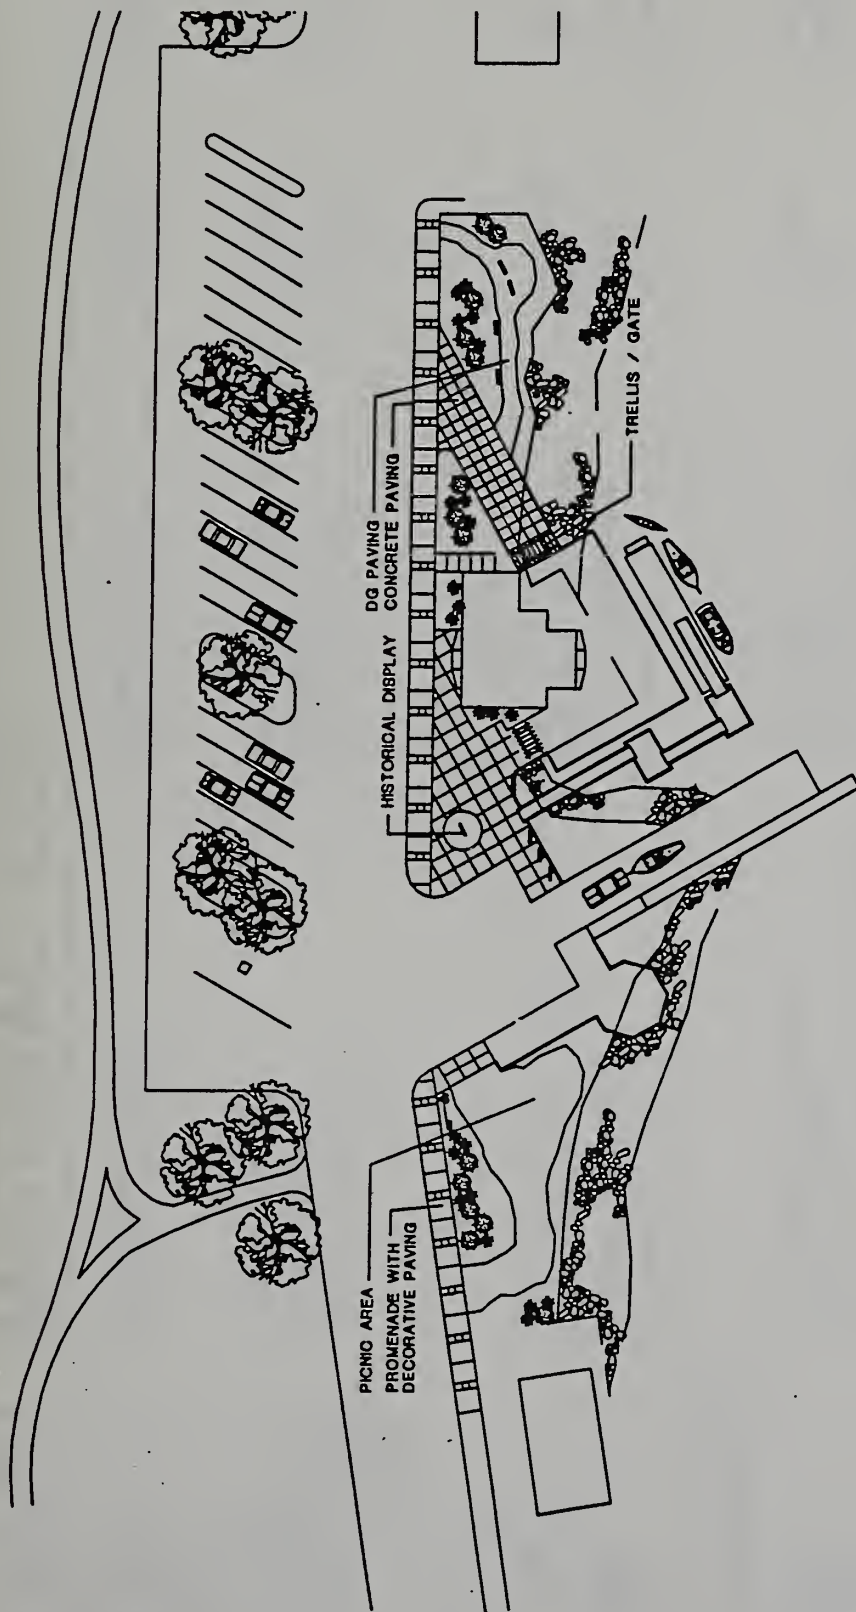 PICNIC AREA
PROMENADE WITH
DECORATIVE PAVING
HISTORICAL DISPLAY
DG PAVING
CONCRETE PAVING
TRELLIS / GATE